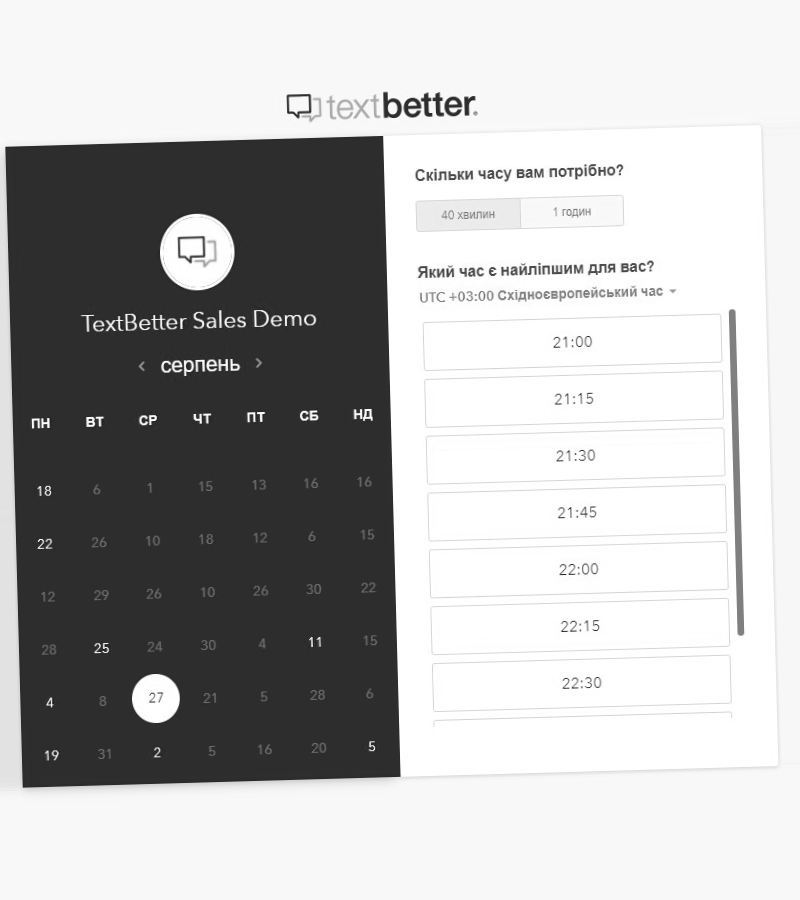 textbetter.
TextBetter Sales Demo
серпень
ПН ВТ СР ЧТ ПТ СБ НД
18 6 1 15 13 16 16
22 26 10 18 12 6 15
12 29 26 10 26 30 22
28 25 24 30 4 11 15
4 8 27 21 5 28 6
19 31 2 5 16 20 5
Скільки часу вам потрібно?
40 хвилин 1 годин
Який час є найліпшим для вас?
UTC +03:00 Східноєвропейський час
21:00
21:15
21:30
21:45
22:00
22:15
22:30